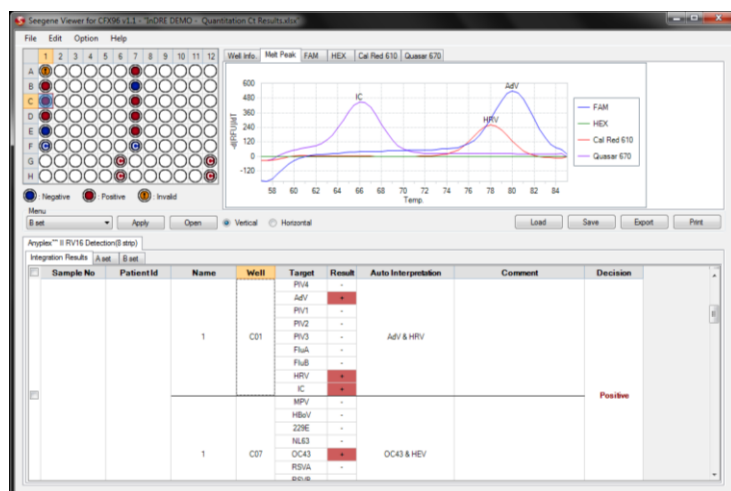 Seegene Viewer for CFX96 v1.1 - "InDRE DEMO - Quantitation Ct Results.xlsx"
File Edit Option Help
1 2 3 4 5 6 7 8 9 10 11 12
A
B
C
D
E
F C C
G C C
H C C
Negative Positive Invalid
Well Info. Melt Peak FAM HEX Cal Red 610 Quasar 670
600
480
360
240
120
0
-120
-d(RFU)/dT
IC
HRV
AdV
58 60 62 64 66 68 70 72 74 76 78 80 82 84
Temp.
FAM
HEX
Cal Red 610
Quasar 670
Menu
B set Apply Open Vertical Horizontal Load Save Export Print
Anyplex™ II RV16 Detection(8 strip)
Integration Results A set B set
Sample No Patient Id Name Well Target Result Auto Interpretation Comment Decision
PIV4 -
AdV +
PIV1 -
PIV2 -
1 C01 PIV3 - AdV & HRV
FluA -
FluB -
HRV +
IC +
Positive
MPV -
HBoV -
229E -
NL63 -
1 C07 OC43 + OC43 & HEV
RSVA -
RSVB